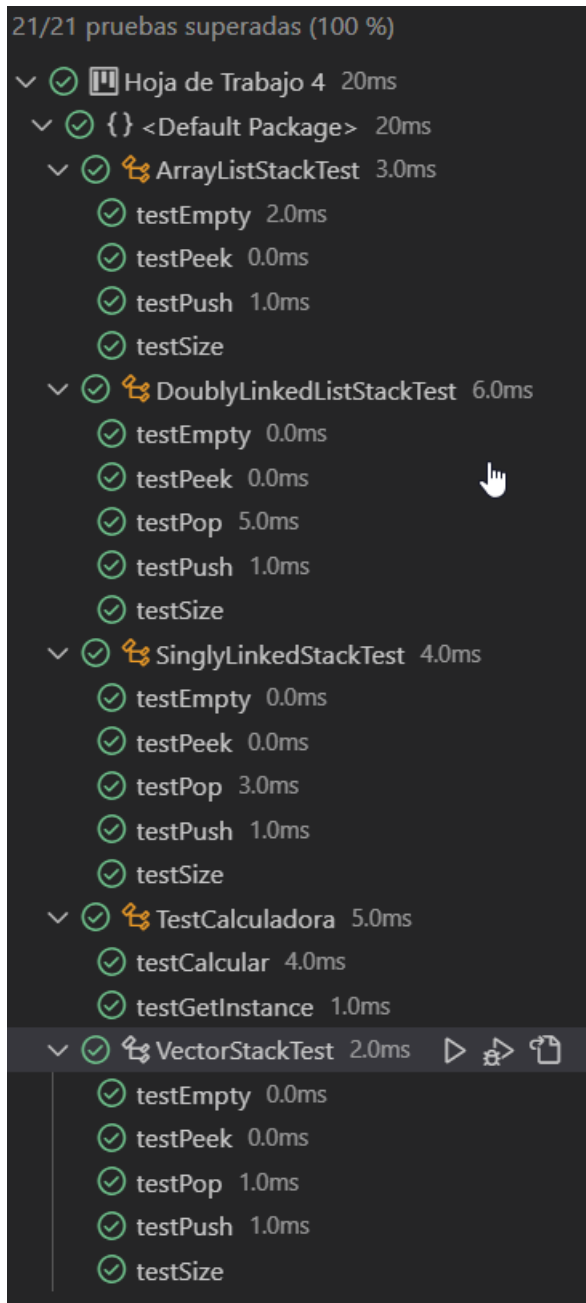 21/21 pruebas superadas (100 %)
Hoja de Trabajo 4 20ms
{} <Default Package> 20ms
ArrayListStackTest 3.0ms
testEmpty 2.0ms
testPeek 0.0ms
testPush 1.0ms
testSize
DoublyLinkedListStackTest 6.0ms
testEmpty 0.0ms
testPeek 0.0ms
testPop 5.0ms
testPush 1.0ms
testSize
SinglyLinkedStackTest 4.0ms
testEmpty 0.0ms
testPeek 0.0ms
testPop 3.0ms
testPush 1.0ms
testSize
TestCalculadora 5.0ms
testCalcular 4.0ms
testGetInstance 1.0ms
VectorStackTest 2.0ms
testEmpty 0.0ms
testPeek 0.0ms
testPop 1.0ms
testPush 1.0ms
testSize